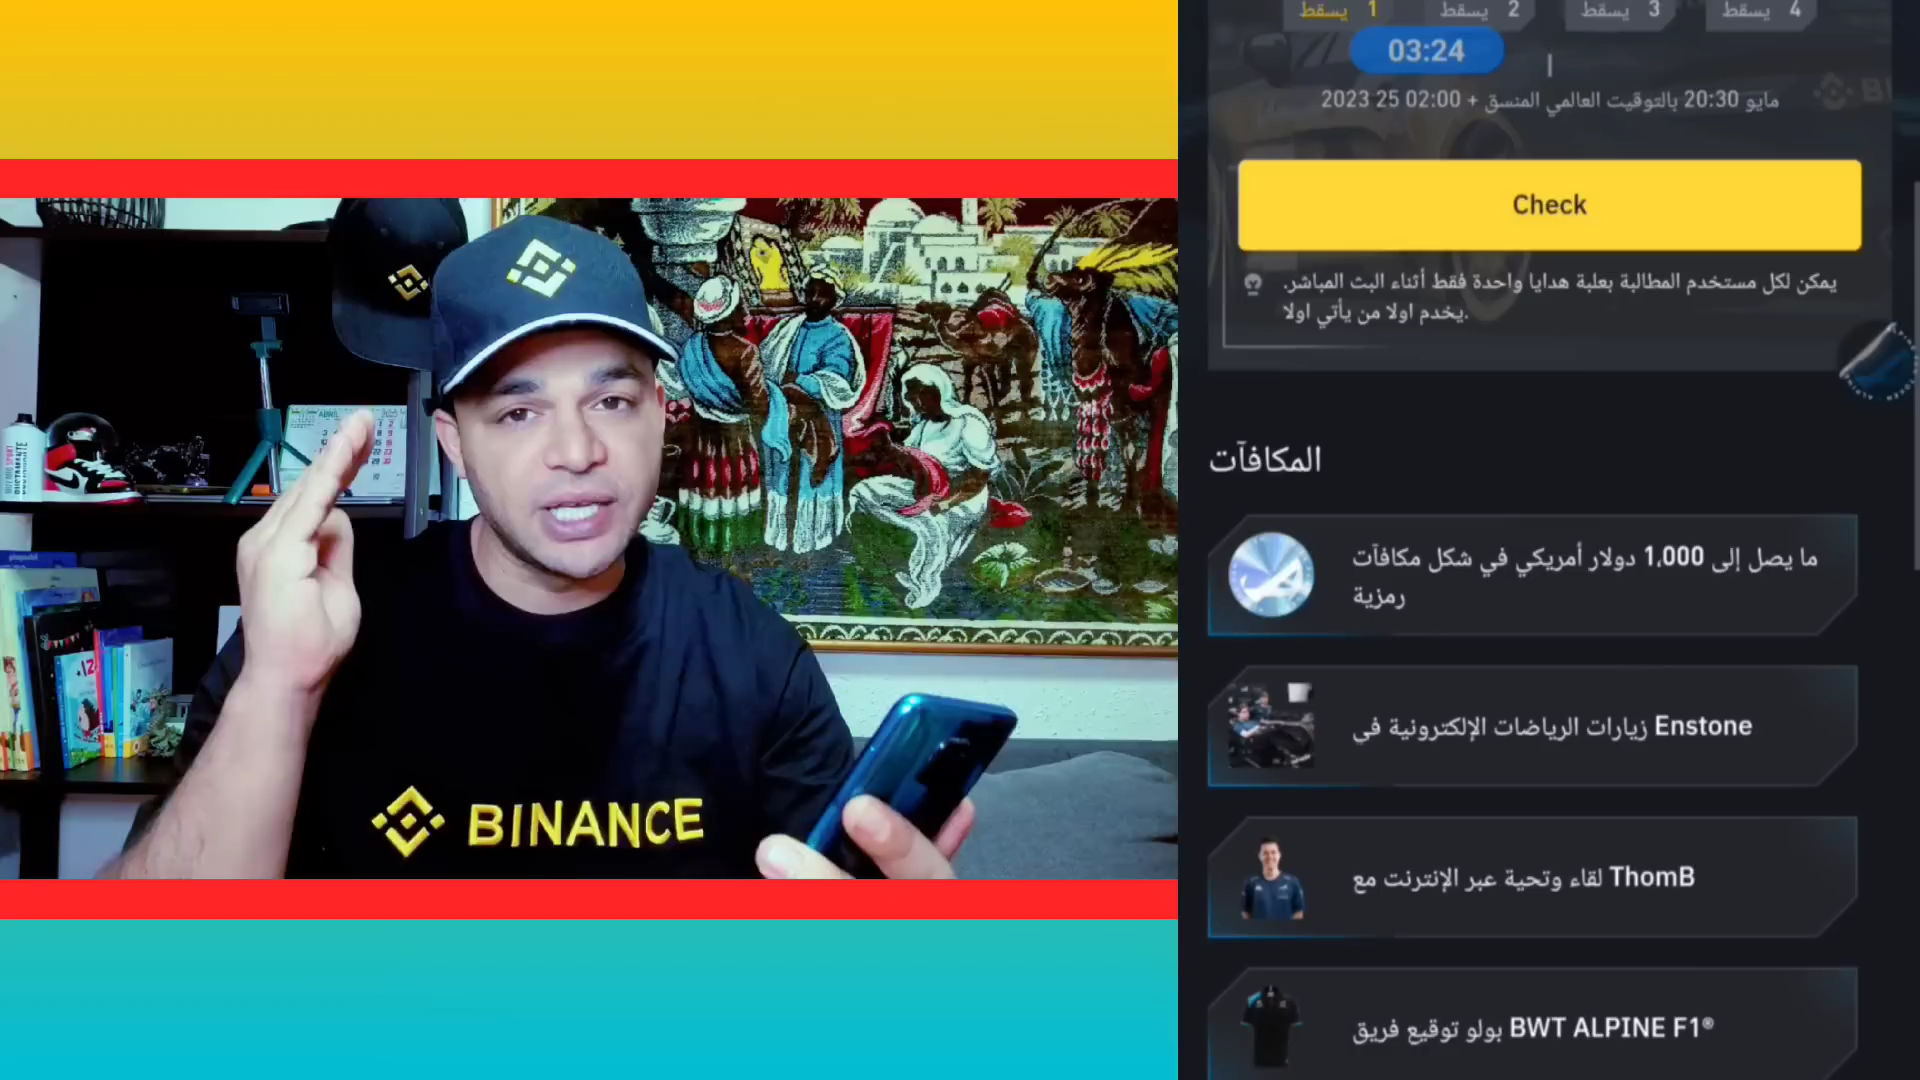 BINANCE
يسقط 1
يسقط 2
يسقط 3
يسقط 4
03:24
مايو 20:30 بالتوقيت العالمي المنسق + 02:00 25 2023
Check
يمكن لكل مستخدم المطالبة بعلبة هدايا واحدة فقط أثناء البث المباشر.
يخدم اولا من يأتي اولا.
المكافآت
ما يصل إلى 1,000 دولار أمريكي في شكل مكافآت
رمزية
زيارات الرياضات الإلكترونية في Enstone
لقاء وتحية عبر الإنترنت مع ThomB
بولو توقيع فريق BWT ALPINE F1®